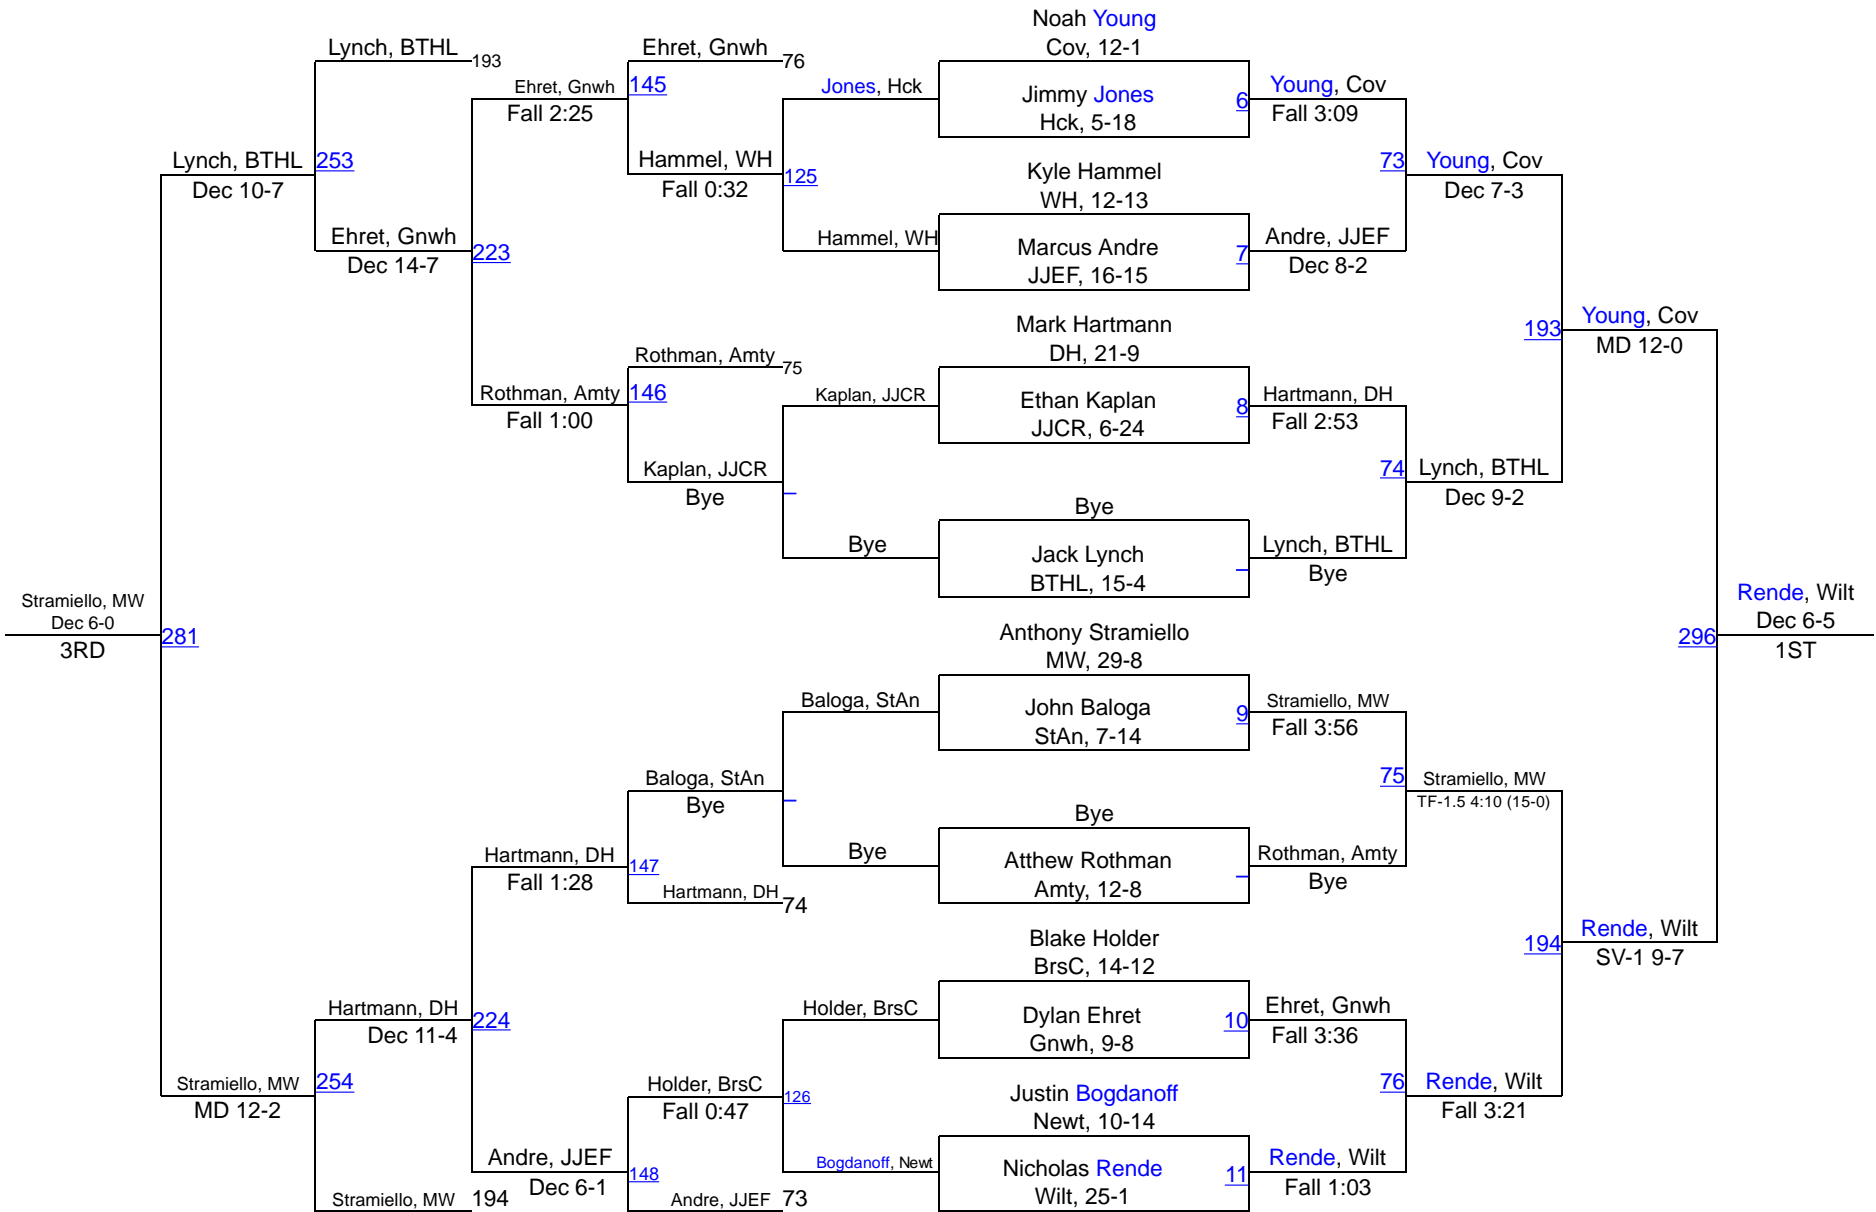 Noah Young
Cov, 12-1
Lynch, BTHL
193
Ehret, Gnwh
76
Ehret, Gnwh
145
Fall 2:25
Jones, Hck
Jimmy Jones
Hck, 5-18
6
Young, Cov
Fall 3:09
Lynch, BTHL
253
Dec 10-7
Hammel, WH
125
Fall 0:32
Kyle Hammel
WH, 12-13
73
Young, Cov
Dec 7-3
Ehret, Gnwh
223
Dec 14-7
Hammel, WH
Marcus Andre
JJEF, 16-15
7
Andre, JJEF
Dec 8-2
Mark Hartmann
DH, 21-9
193
Young, Cov
MD 12-0
Rothman, Amty
75
Rothman, Amty
146
Fall 1:00
Kaplan, JJCR
Ethan Kaplan
JJCR, 6-24
8
Hartmann, DH
Fall 2:53
Kaplan, JJCR
Bye
74
Lynch, BTHL
Dec 9-2
Bye
Bye
Jack Lynch
BTHL, 15-4
Lynch, BTHL
Bye
Stramiello, MW
Dec 6-0
3RD
281
Anthony Stramiello
MW, 29-8
296
Rende, Wilt
Dec 6-5
1ST
Baloga, StAn
John Baloga
StAn, 7-14
9
Stramiello, MW
Fall 3:56
Baloga, StAn
Bye
75
Stramiello, MW
TF-1.5 4:10 (15-0)
Bye
Hartmann, DH
147
Fall 1:28
Hartmann, DH
74
Bye
Atthew Rothman
Amty, 12-8
Rothman, Amty
Bye
Blake Holder
BrsC, 14-12
194
Rende, Wilt
SV-1 9-7
Hartmann, DH
224
Dec 11-4
Holder, BrsC
Dylan Ehret
Gnwh, 9-8
10
Ehret, Gnwh
Fall 3:36
Stramiello, MW
254
MD 12-2
Holder, BrsC
126
Fall 0:47
Justin Bogdanoff
Newt, 10-14
76
Rende, Wilt
Fall 3:21
Andre, JJEF
148
Dec 6-1
Bogdanoff, Newt
Nicholas Rende
Wilt, 25-1
11
Rende, Wilt
Fall 1:03
Stramiello, MW
194
Andre, JJEF
73